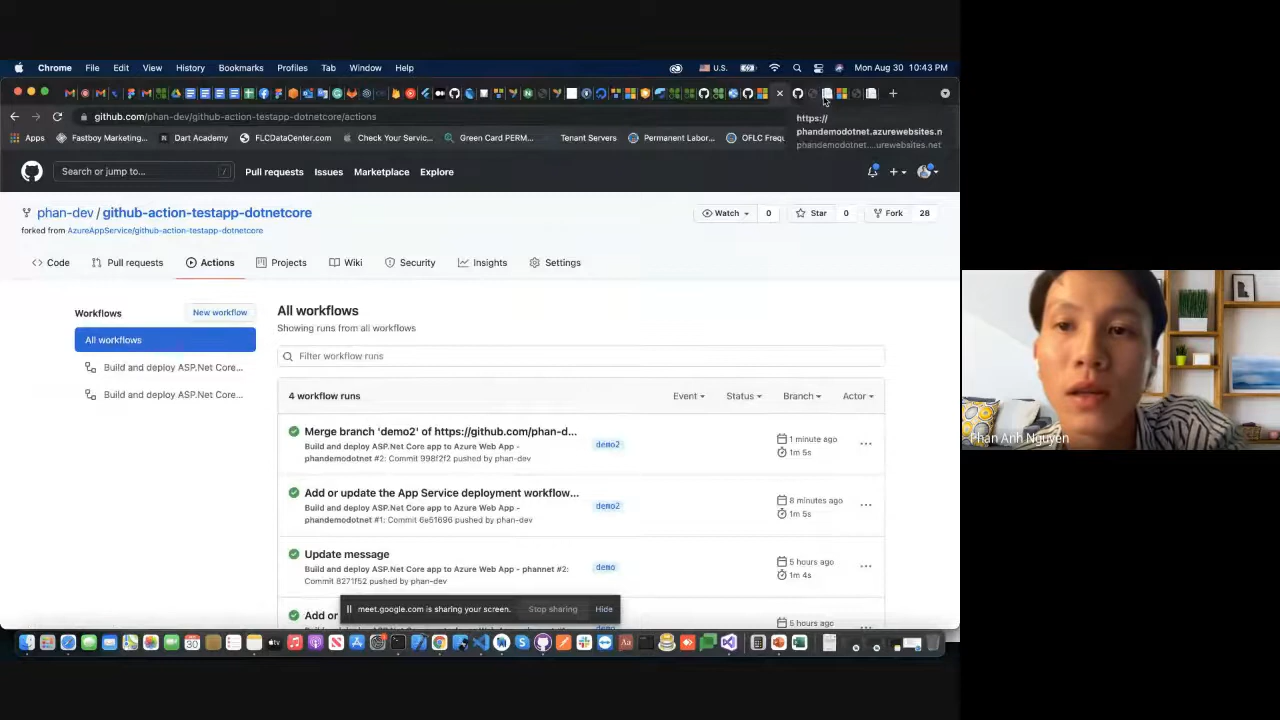 Chrome File Edit View History Bookmarks Profiles Tab Window Help U.S. Mon Aug 30 10:43 PM
github.com/phan-dev/github-action-testapp-dotnetcore/actions
https://
phandemodotnet.azurewebsites.n
phandemodotnet....urewebsites.net
Apps Fastboy Marketing... Dart Academy FLCDataCenter.com Check Your Servic... Green Card PERM... Tenant Servers Permanent Labor... OFLC Freq
Search or jump to... / Pull requests Issues Marketplace Explore
phan-dev / github-action-testapp-dotnetcore
Watch 0 Star 0 Fork 28
forked from AzureAppService/github-action-testapp-dotnetcore
Code Pull requests Actions Projects Wiki Security Insights Settings
Workflows New workflow
All workflows
Build and deploy ASP.Net Core...
Build and deploy ASP.Net Core...
All workflows
Showing runs from all workflows
Filter workflow runs
4 workflow runs Event Status Branch Actor
Merge branch 'demo2' of https://github.com/phan-d...
Build and deploy ASP.Net Core app to Azure Web App -
phandemodotnet #2: Commit 998f2f2 pushed by phan-dev
demo2
1 minute ago
1m 5s
Add or update the App Service deployment workflow...
Build and deploy ASP.Net Core app to Azure Web App -
phandemodotnet #1: Commit 6e51696 pushed by phan-dev
demo2
8 minutes ago
1m 5s
Update message
Build and deploy ASP.Net Core app to Azure Web App - phannet #2:
Commit 8271f52 pushed by phan-dev
demo
5 hours ago
1m 4s
Add or
5 hours ago
meet.google.com is sharing your screen. Stop sharing Hide
Phan Anh Nguyen